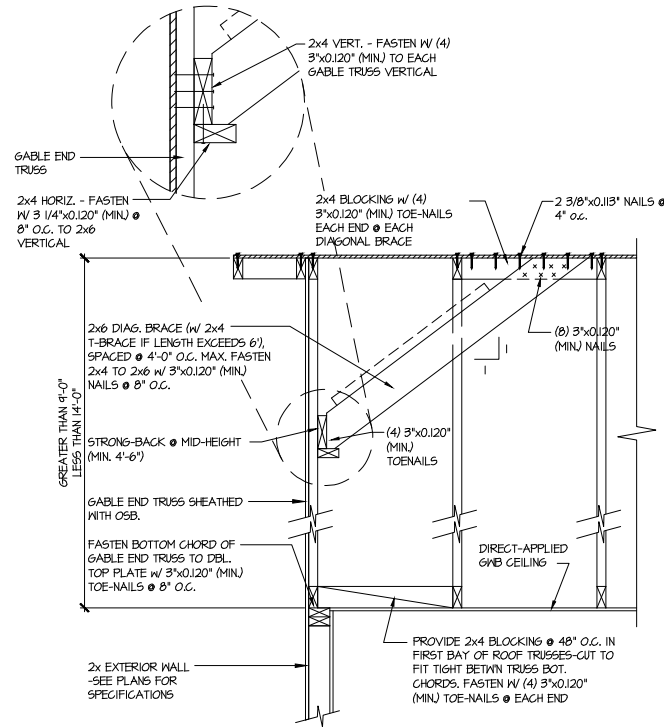 2x4 VERT. - FASTEN W/ (4)
3"x0.120" (MIN.) TO EACH
GABLE TRUSS VERTICAL
GABLE END
TRUSS
2x4 HORIZ. - FASTEN
W/ 3 1/4"x0.120" (MIN.) @
8" O.C. TO 2x6
VERTICAL
2x4 BLOCKING W/ (4)
3"x0.120" (MIN.) TOE-NAILS
EACH END @ EACH
DIAGONAL BRACE
2 3/8"x0.113" NAILS @
4" o.c.
2x6 DIAG. BRACE (W/ 2x4
T-BRACE IF LENGTH EXCEEDS 6'),
SPACED @ 4'-0" O.C. MAX. FASTEN
2x4 TO 2x6 W/ 3"x0.120" (MIN.)
NAILS @ 8" O.C.
(8) 3"x0.120"
(MIN.) NAILS
1
1
GREATER THAN 9'-0"
LESS THAN 14'-0"
STRONG-BACK @ MID-HEIGHT
(MIN. 4'-6")
(4) 3"x0.120"
(MIN.)
TOENAILS
GABLE END TRUSS SHEATHED
WITH OSB.
FASTEN BOTTOM CHORD OF
GABLE END TRUSS TO DBL.
TOP PLATE W/ 3"x0.120" (MIN.)
TOE-NAILS @ 8" O.C.
DIRECT-APPLIED
GWB CEILING
2x EXTERIOR WALL
-SEE PLANS FOR
SPECIFICATIONS
PROVIDE 2x4 BLOCKING @ 48" O.C. IN
FIRST BAY OF ROOF TRUSSES-CUT TO
FIT TIGHT BETW'N TRUSS BOT.
CHORDS. FASTEN W/ (4) 3"x0.120"
(MIN.) TOE-NAILS @ EACH END